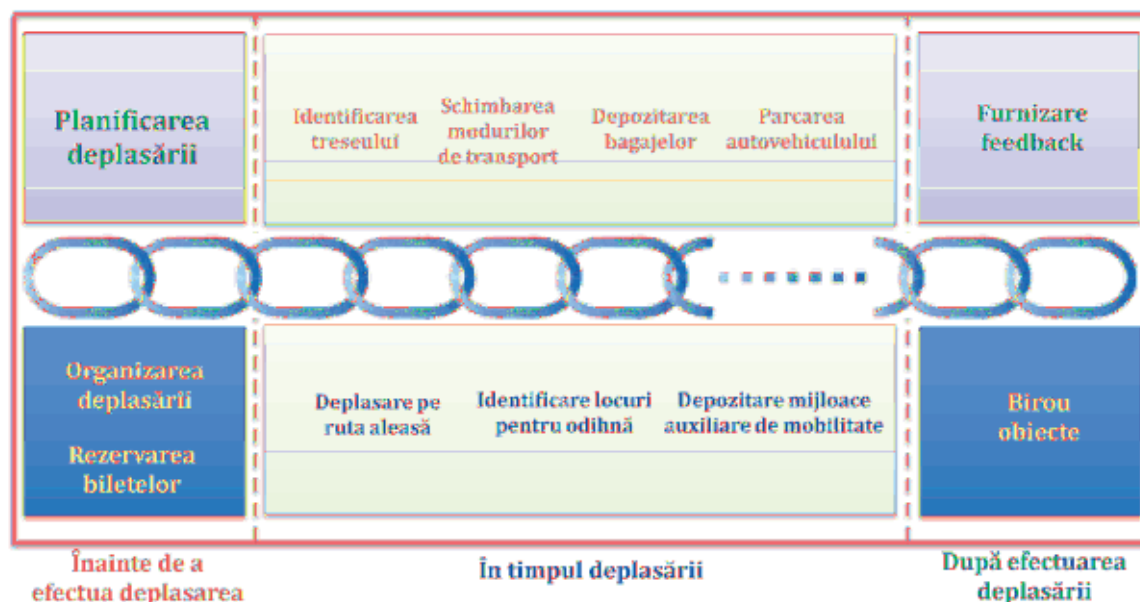 Planificarea
deplasării
Identificarea
treseului
Schimbarea
modurilor
de transport
Depozitarea
bagajelor
Parcarea
autovehiculului
Furnizare
feedback
Organizarea
deplasării
Rezervarea
biletelor
Deplasare pe
ruta aleasă
Identificare locuri
pentru odihnă
Depozitare mijloace
auxiliare de mobilitate
Birou
obiecte
Înainte de a
efectua deplasarea
În timpul deplasării
După efectuarea
deplasării